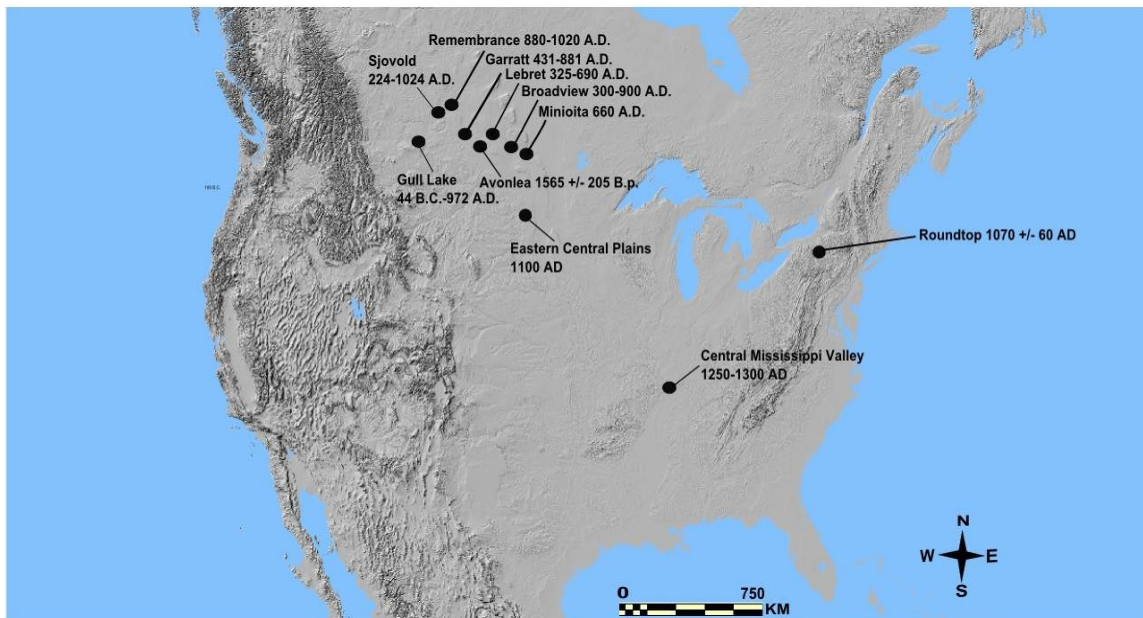 Remembrance 880-1020 A.D.
Garratt 431-881 A.D.
Sjovold
224-1024 A.D.
Lebret 325-690 A.D.
Broadview 300-900 A.D.
Minioita 660 A.D.
Gull Lake
44 B.C.-972 A.D.
Avonlea 1565 +/- 205 B.p.
Eastern Central Plains
1100 AD
Roundtop 1070 +/- 60 AD
Central Mississippi Valley
1250-1300 AD
N
W
E
S
0
750
KM